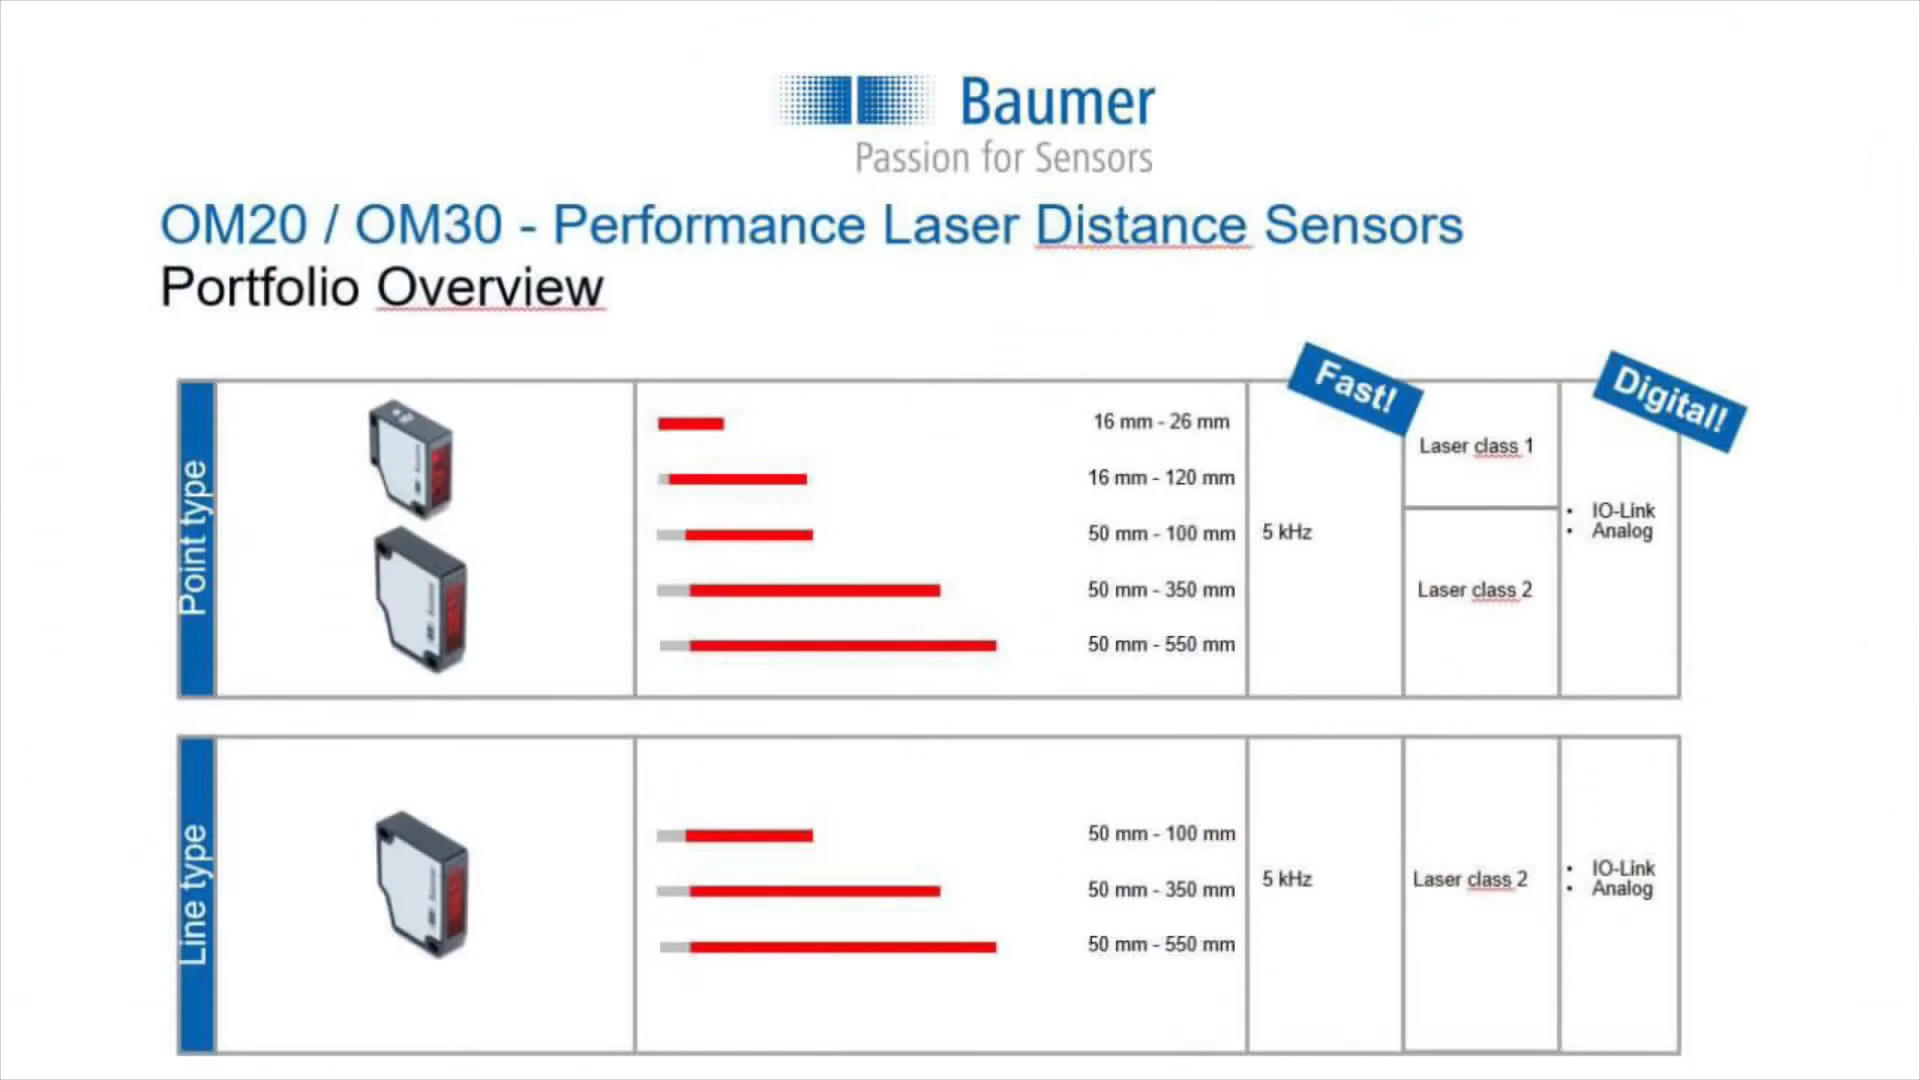 Baumer
Passion for Sensors
OM20 / OM30 - Performance Laser Distance Sensors
Portfolio Overview
Fast!
Digital!
Point type
16 mm - 26 mm
16 mm - 120 mm
50 mm - 100 mm
50 mm - 350 mm
50 mm - 550 mm
5 kHz
Laser class 1
Laser class 2
• IO-Link
• Analog
Line type
50 mm - 100 mm
50 mm - 350 mm
50 mm - 550 mm
5 kHz
Laser class 2
• IO-Link
• Analog
Baumer
Baumer
Baumer